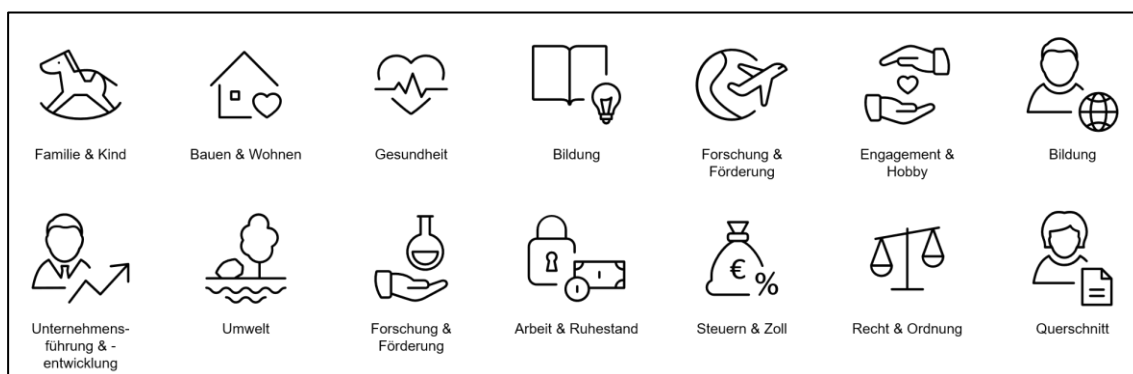 Familie & Kind
Bauen & Wohnen
Gesundheit
Bildung
Forschung &
Förderung
Engagement &
Hobby
Bildung
Unternehmens-
führung & -
entwicklung
Umwelt
Forschung &
Förderung
Arbeit & Ruhestand
€ %
Steuern & Zoll
Recht & Ordnung
Querschnitt